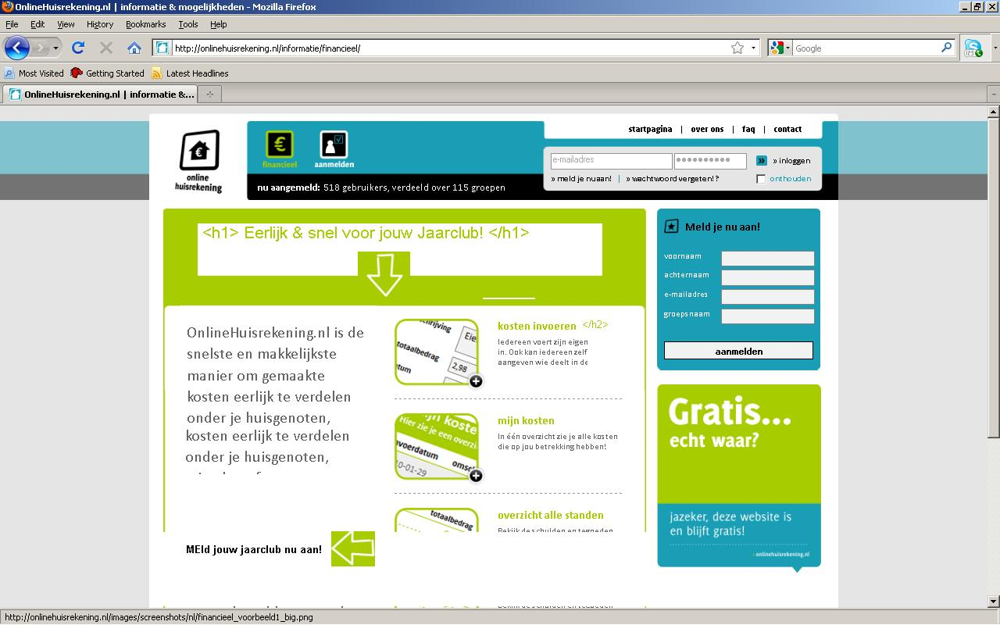 OnlineHuisrekening.nl | informatie & mogelijkheden - Mozilla Firefox
File Edit View History Bookmarks Tools Help
http://onlinehuisrekening.nl/informatie/financieel/
Google
Most Visited Getting Started Latest Headlines
OnlineHuisrekening.nl | informatie &...
startpagina | over ons | faq | contact
online
huisrekening
financieel aanmelden
e-mailadres
» inloggen
» meld je nu aan! | » wachtwoord vergeten!? onthouden
nu aangemeld: 518 gebruikers, verdeeld over 115 groepen
<h1> Eerlijk & snel voor jouw Jaarclub! </h1>
OnlineHuisrekening.nl is de
snelste en makkelijkste
manier om gemaakte
kosten eerlijk te verdelen
onder je huisgenoten,
kosten eerlijk te verdelen
onder je huisgenoten,
MEld jouw jaarclub nu aan!
totaalbedrag
2,98
kosten invoeren </h2>
Iedereen voert zijn eigen
in. Ook kan iedereen zelf
aangeven wie deelt in de
Hier zie je een overzi
voerdatum
0-01-29
mijn kosten
In één overzicht zie je alle kosten
die op jou betrekking hebben!
totaalbedrag
overzicht alle standen
Bekijk de schulden en tegoeden
Meld je nu aan!
voornaam
achternaam
e-mailadres
groepsnaam
aanmelden
Gratis...
echt waar?
jazeker, deze website is
en blijft gratis!
onlinehuisrekening.nl
http://onlinehuisrekening.nl/images/screenshots/nl/financieel_voorbeeld1_big.png